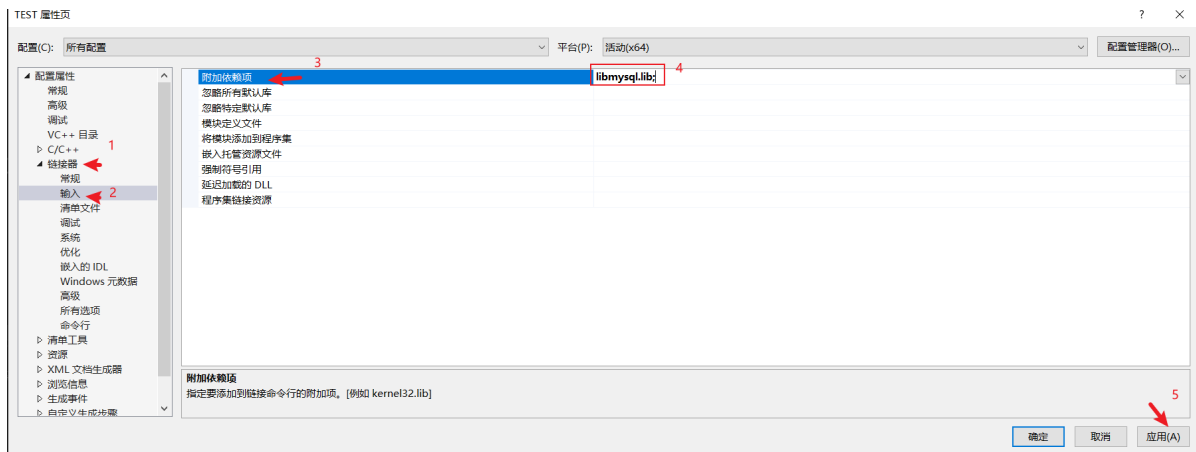 TEST 属性页
? ×
配置(C): 所有配置 平台(P): 活动(x64) 配置管理器(O)...
3
4
配置属性
常规
高级
调试
VC++ 目录
C/C++ 1
链接器
常规
输入 2
清单文件
调试
系统
优化
嵌入的 IDL
Windows 元数据
高级
所有选项
命令行
清单工具
资源
XML 文档生成器
浏览信息
生成事件
自定义生成步骤
附加依赖项 libmysql.lib;
忽略所有默认库
忽略特定默认库
模块定义文件
将模块添加到程序集
嵌入托管资源文件
强制符号引用
延迟加载的 DLL
程序集链接资源
附加依赖项
指定要添加到链接命令行的附加项。[例如 kernel32.lib]
5
确定 取消 应用(A)